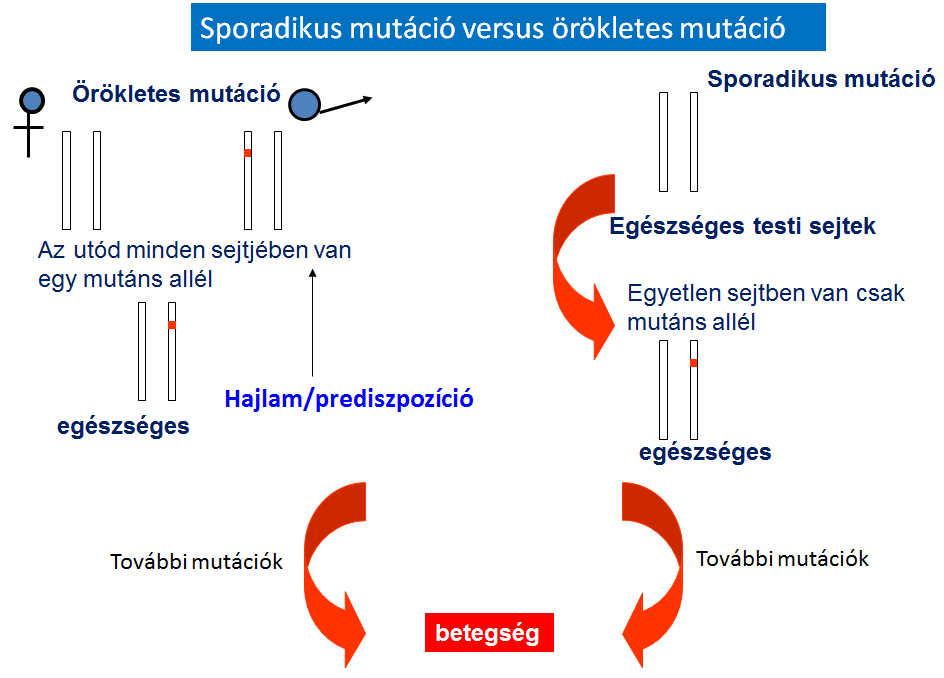 Sporadikus mutáció versus örökletes mutáció
Örökletes mutáció
Az utód minden sejtjében van
egy mutáns allél
egészséges
Hajlam/prediszpozíció
Sporadikus mutáció
Egészséges testi sejtek
Egyetlen sejtben van csak
mutáns allél
egészséges
További mutációk
További mutációk
betegség